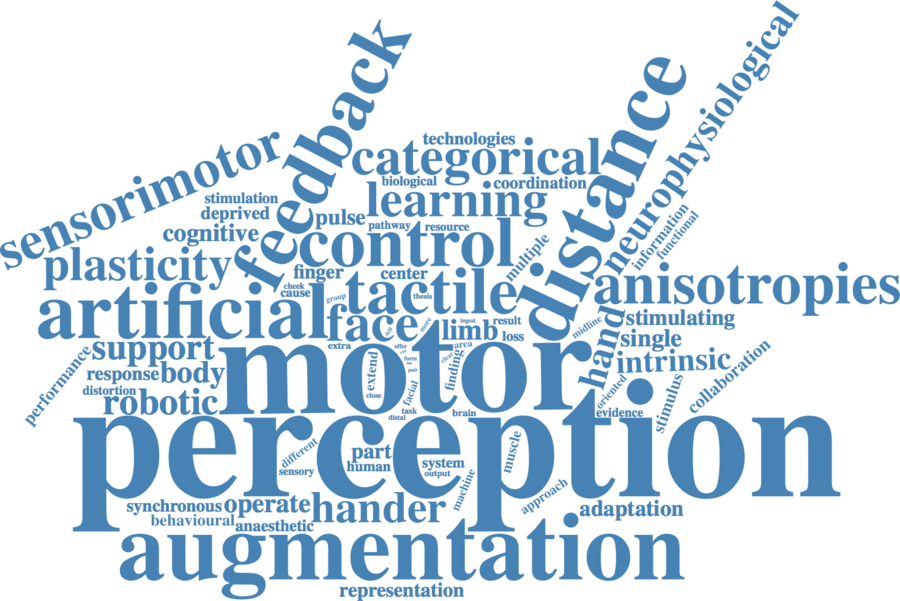 neurophysiological
feedback
distance
sensorimotor
technologies
categorical
biological
coordination
stimulation
learning
deprived
pulse
cognitive
pathway
resource
control
information
functional
multiple
plasticity
finger
center
cheek
cause
group
tactile
thesis
anisotropies
artificial
face
more
limb
input
result
loss
midline
hand
stimulating
single
support
extra
offer
area
motor
performance
response
body
extend
form
pair
finding
intrinsic
collaboration
distortion
robotic
close
facial
oriented
stimulus
task
distal
brain
evidence
perception
different
sensory
part
human
system
output
muscle
machine
approach
synchronous
operate
hander
adaptation
behavioural
anaesthetic
augmentation
representation